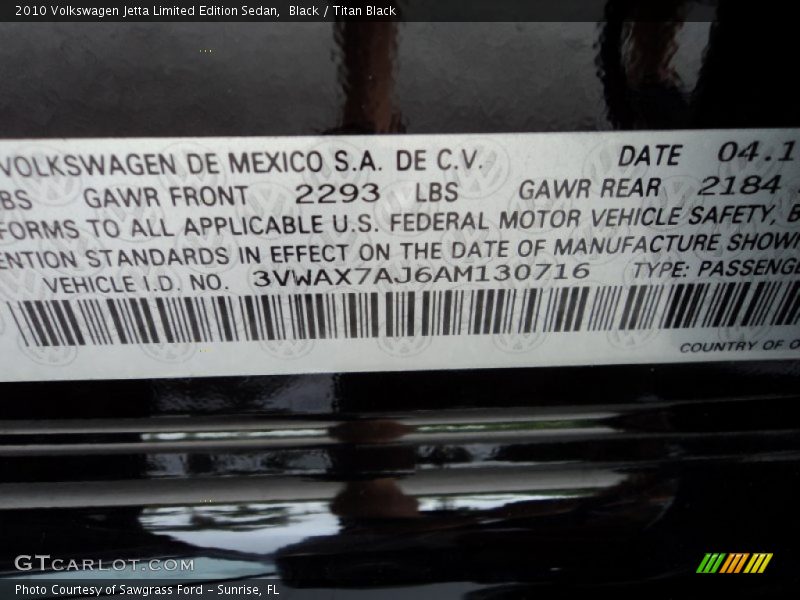 2010 Volkswagen Jetta Limited Edition Sedan,  Black / Titan Black
VOLKSWAGEN DE MEXICO S.A. DE C.V. DATE 04.1
BS GAWR FRONT 2293 LBS GAWR REAR 2184
FORMS TO ALL APPLICABLE U.S. FEDERAL MOTOR VEHICLE SAFETY, B
ENTION STANDARDS IN EFFECT ON THE DATE OF MANUFACTURE SHOWN
VEHICLE I.D. NO. 3VWAX7AJ6AM130716 TYPE: PASSENGE
COUNTRY OF O
GTCARLOT.COM
Photo Courtesy of Sawgrass Ford - Sunrise, FL